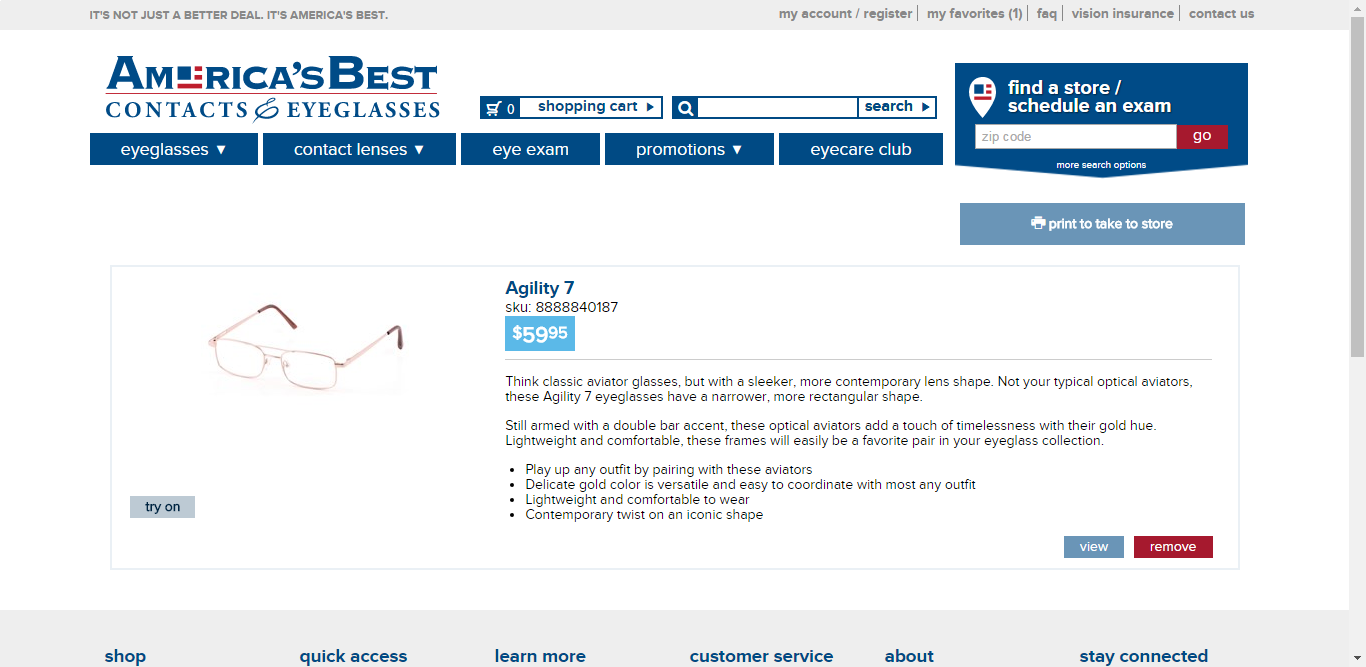 IT'S NOT JUST A BETTER DEAL. IT'S AMERICA'S BEST.
my account / register
my favorites (1)
faq
vision insurance
contact us
AMERICA'S BEST
CONTACTS & EYEGLASSES
0
shopping cart
search
find a store /
schedule an exam
zip code
go
more search options
eyeglasses ▼
contact lenses ▼
eye exam
promotions ▼
eyecare club
print to take to store
Agility 7
sku: 8888840187
$5995
Think classic aviator glasses, but with a sleeker, more contemporary lens shape. Not your typical optical aviators,
these Agility 7 eyeglasses have a narrower, more rectangular shape.
Still armed with a double bar accent, these optical aviators add a touch of timelessness with their gold hue.
Lightweight and comfortable, these frames will easily be a favorite pair in your eyeglass collection.
• Play up any outfit by pairing with these aviators
• Delicate gold color is versatile and easy to coordinate with most any outfit
• Lightweight and comfortable to wear
• Contemporary twist on an iconic shape
try on
view
remove
shop
quick access
learn more
customer service
about
stay connected